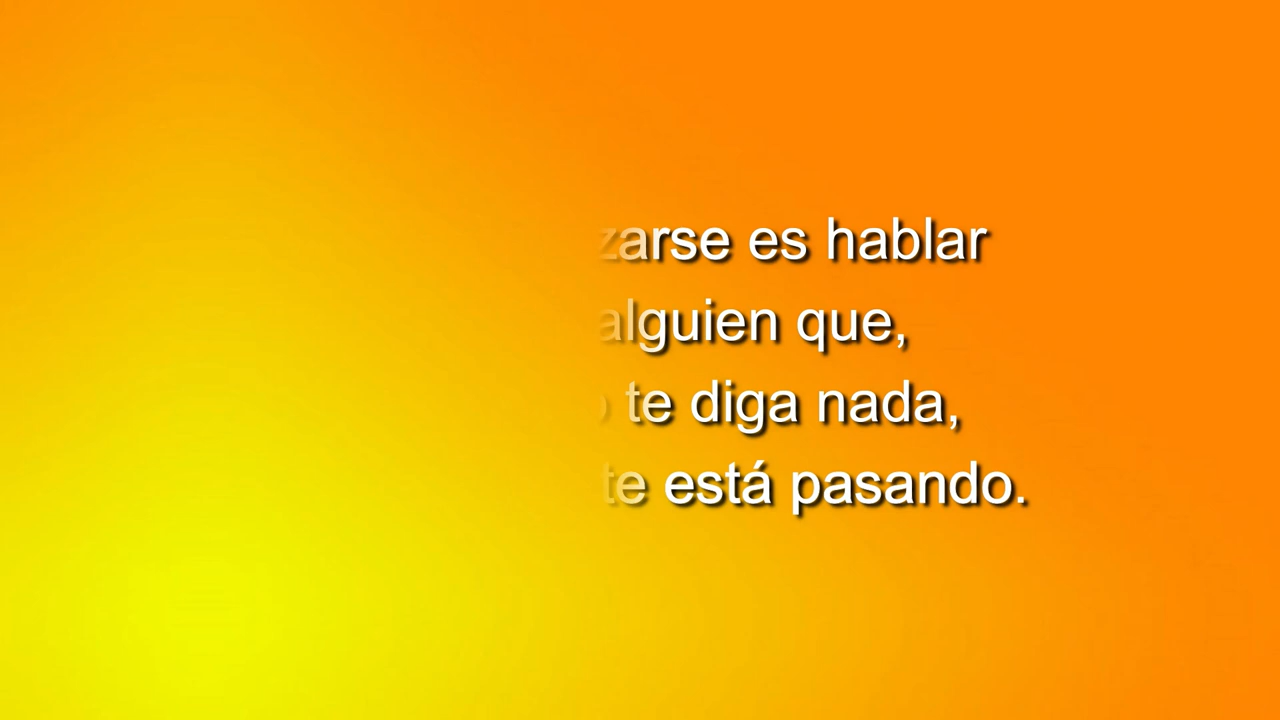 zarse es hablar
alguien que,
te diga nada,
te está pasando.